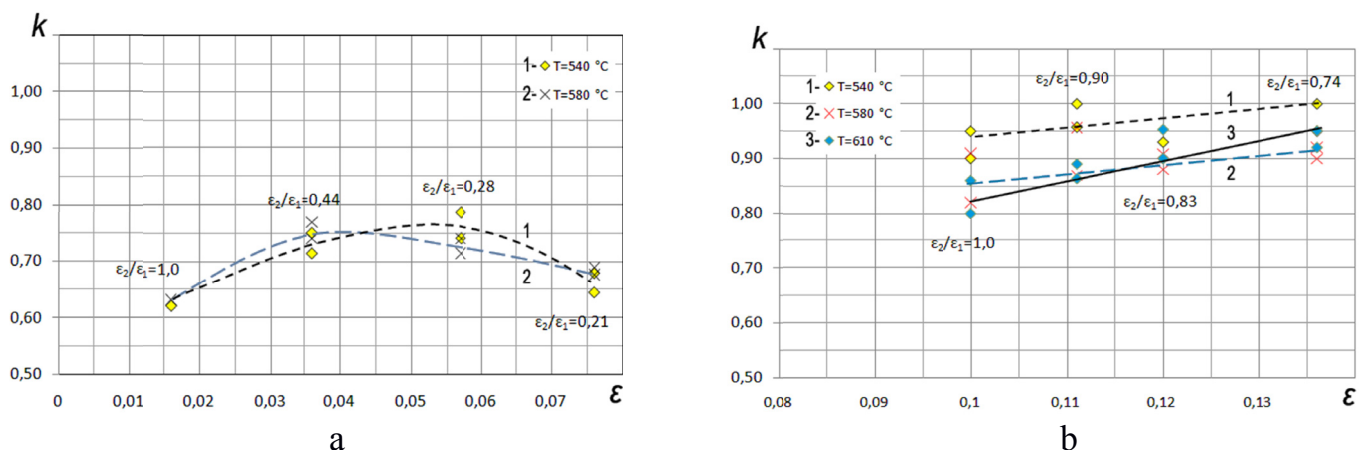 k
1- T=540 °C
2- T=580 °C
1,00
0,90
0,80
0,70
0,60
0,50
0
0,01
0,02
0,03
0,04
0,05
0,06
0,07
ε
ε₂/ε₁=1,0
ε₂/ε₁=0,44
ε₂/ε₁=0,28
ε₂/ε₁=0,21
1
2
a
k
1- T=540 °C
2- T=580 °C
3- T=610 °C
1,00
0,90
0,80
0,70
0,60
0,50
0,08
0,09
0,1
0,11
0,12
0,13
ε
ε₂/ε₁=0,90
ε₂/ε₁=0,74
ε₂/ε₁=0,83
ε₂/ε₁=1,0
1
3
2
b